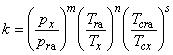 k = (p_x / p_ra)^m (T_ra / T_x)^n (T_cra / T_cx)^s